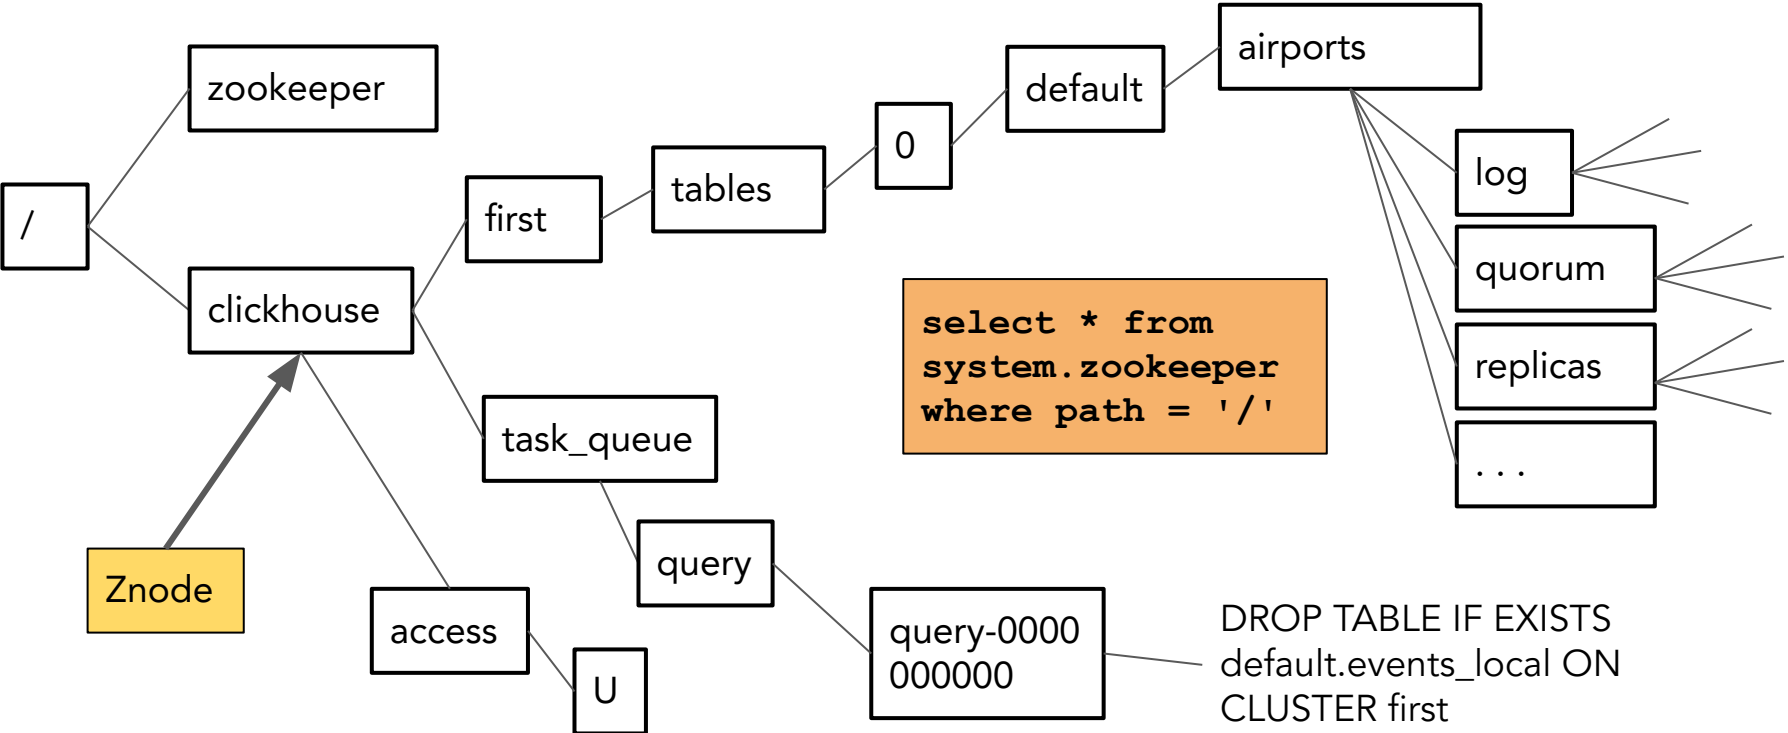 airports
zookeeper
default
0
log
tables
first
/
quorum
clickhouse
select * from
system.zookeeper
where path = '/'
replicas
task_queue
. . .
query
Znode
access
query-0000
000000
DROP TABLE IF EXISTS
default.events_local ON
CLUSTER first
U